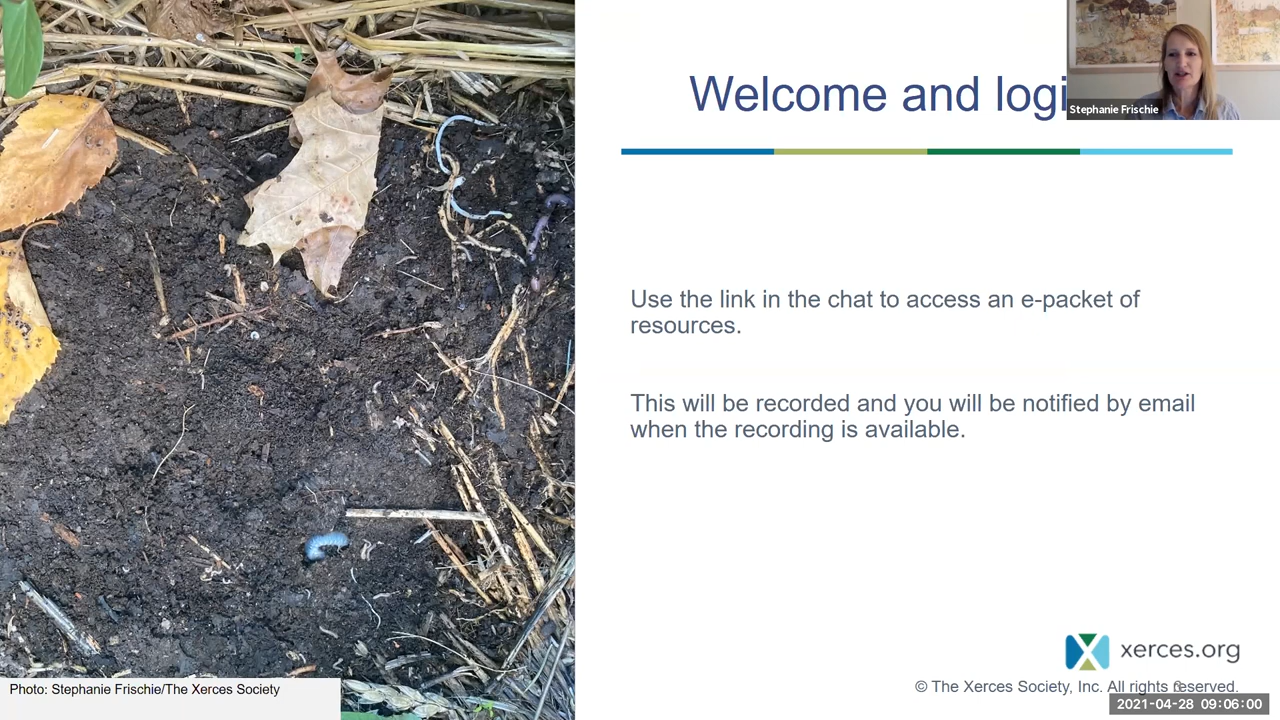 Welcome and logi
Stephanie Frischie
Use the link in the chat to access an e-packet of
resources.
This will be recorded and you will be notified by email
when the recording is available.
xerces.org
Photo: Stephanie Frischie/The Xerces Society
© The Xerces Society, Inc. All rights reserved.
2021-04-28 09:06:00